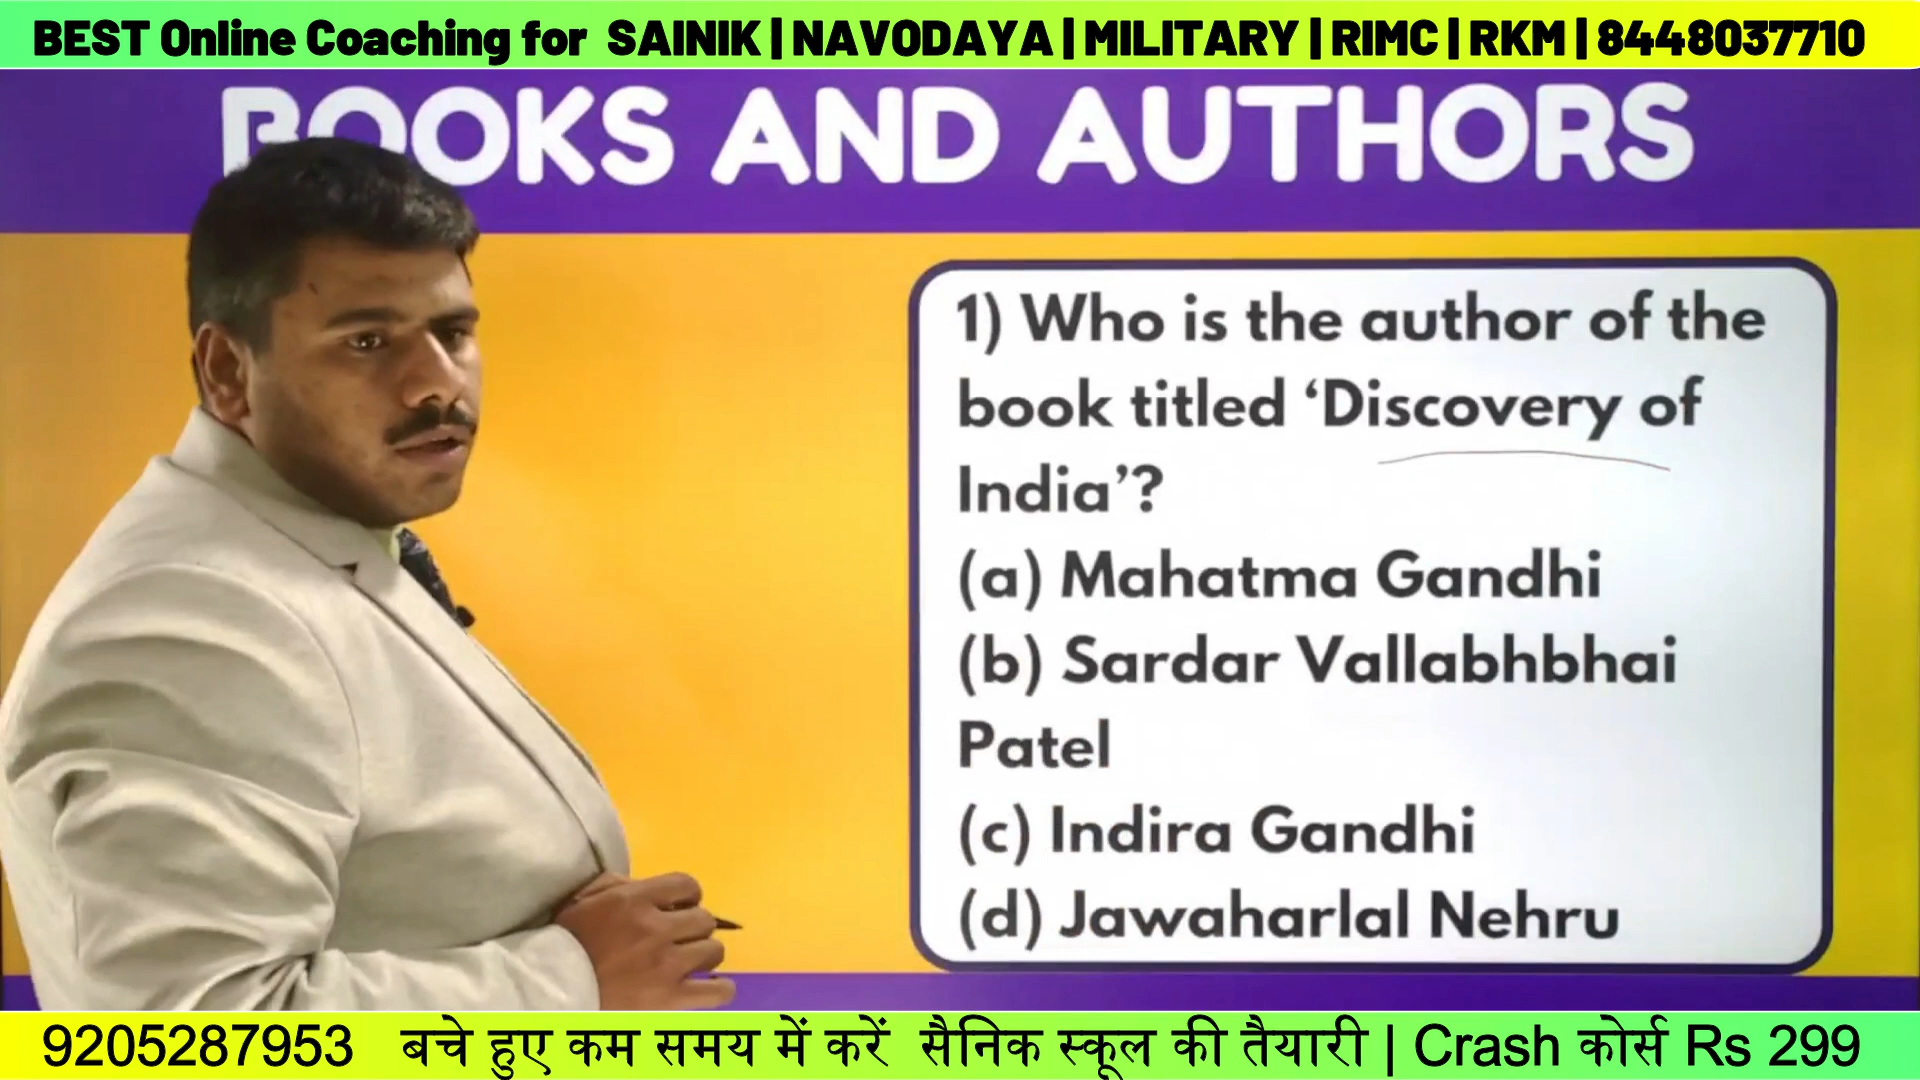 BEST Online Coaching for SAINIK | NAVODAYA | MILITARY | RIMC | RKM | 8448037710
BOOKS AND AUTHORS
1) Who is the author of the
book titled ‘Discovery of
India’?
(a) Mahatma Gandhi
(b) Sardar Vallabhbhai
Patel
(c) Indira Gandhi
(d) Jawaharlal Nehru
9205287953 बचे हुए कम समय में करें सैनिक स्कूल की तैयारी | Crash कोर्स Rs 299